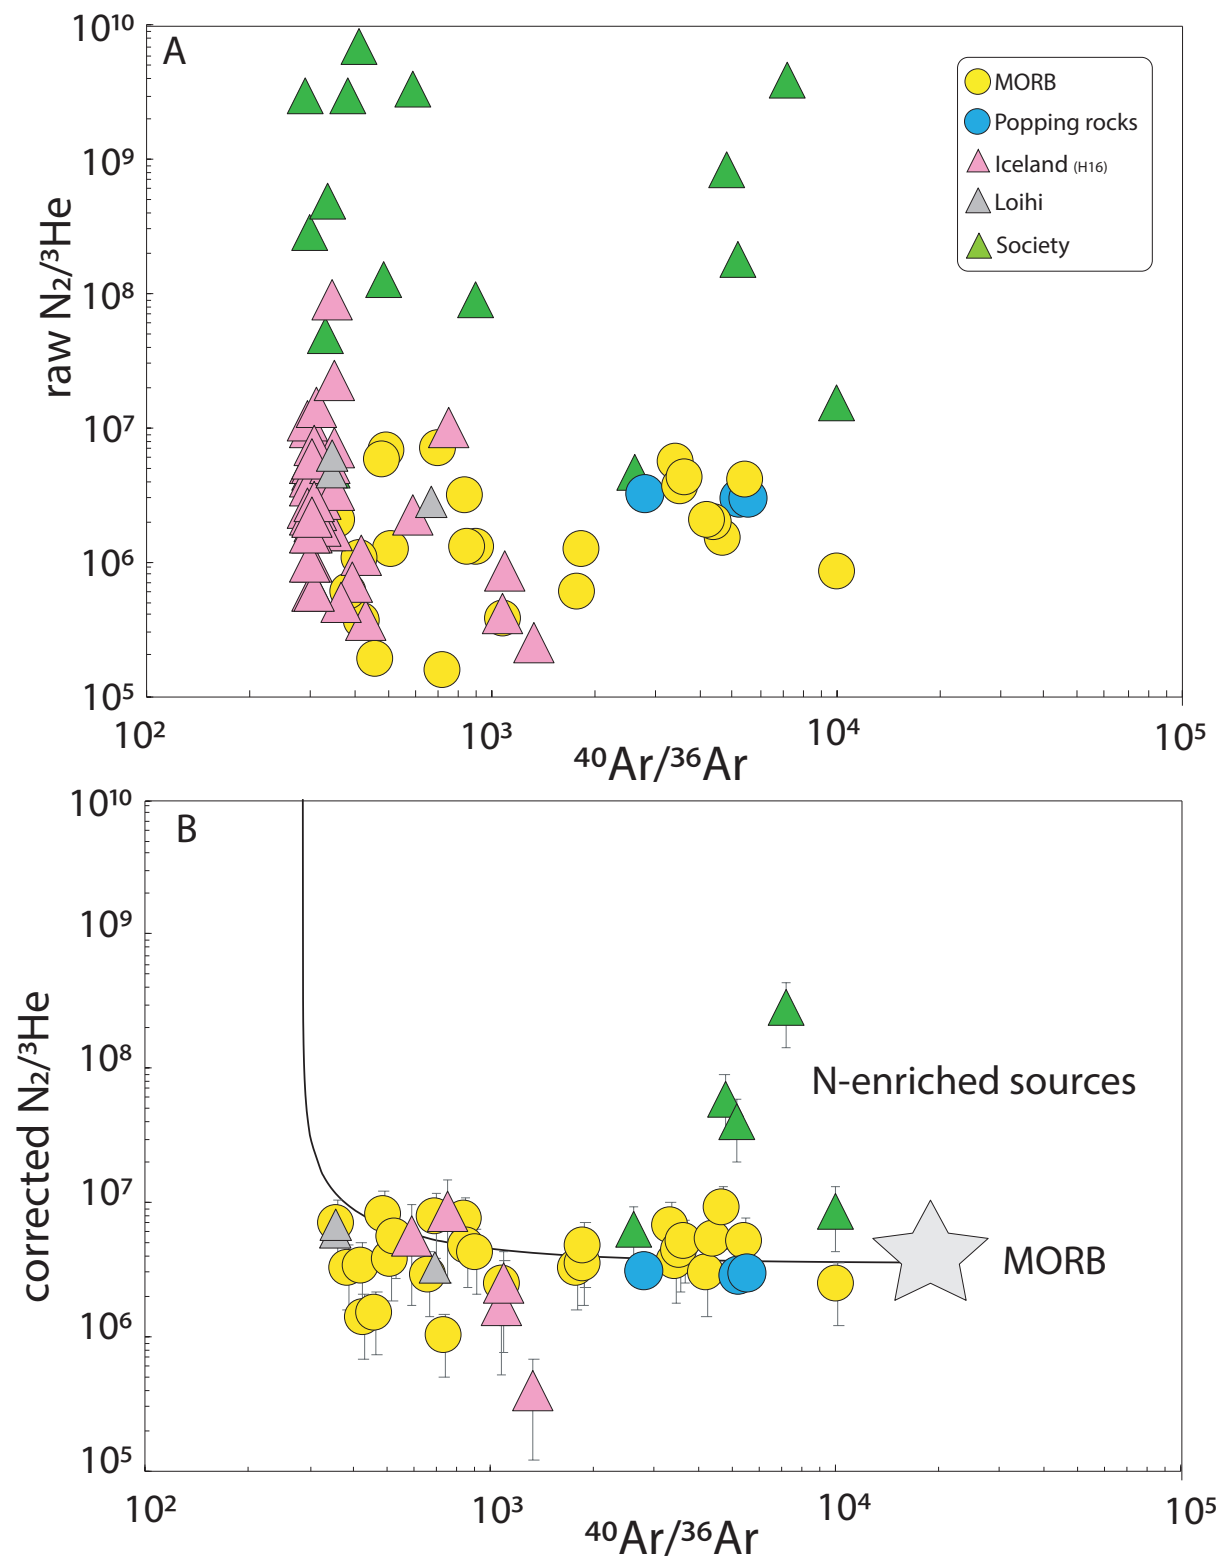 A
10¹⁰
10⁹
10⁸
10⁷
10⁶
10⁵
raw N₂/³He
MORB
Popping rocks
Iceland (H16)
Loihi
Society
10² 10³ 10⁴ 10⁵
⁴⁰Ar/³⁶Ar
B
10¹⁰
10⁹
10⁸
10⁷
10⁶
10⁵
corrected N₂/³He
N-enriched sources
MORB
10² 10³ 10⁴ 10⁵
⁴⁰Ar/³⁶Ar